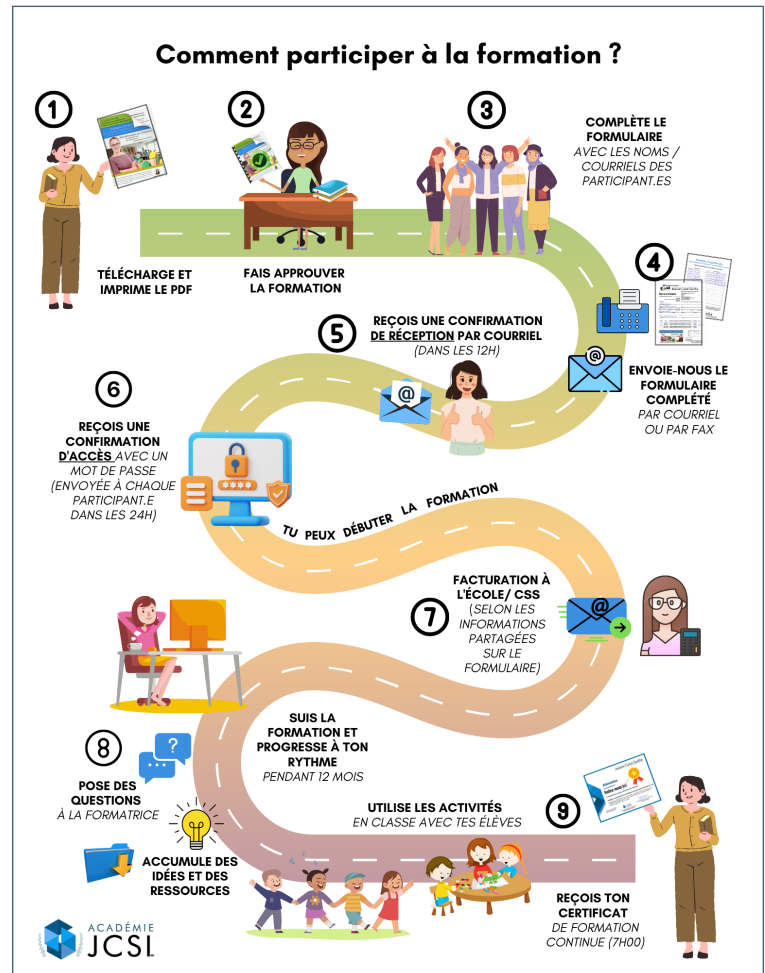 Comment participer à la formation ?
1
TÉLÉCHARGE ET
IMPRIME LE PDF
2
FAIS APPROUVER
LA FORMATION
3
COMPLÈTE LE
FORMULAIRE
AVEC LES NOMS /
COURRIELS DES
PARTICIPANT.ES
4
@
ENVOIE-NOUS LE
FORMULAIRE
COMPLÉTÉ
PAR COURRIEL
OU PAR FAX
5
REÇOIS UNE CONFIRMATION
DE RÉCEPTION PAR COURRIEL
(DANS LES 12H)
@
6
REÇOIS UNE
CONFIRMATION
D'ACCÈS AVEC UN
MOT DE PASSE
(ENVOYÉE À CHAQUE
PARTICIPANT.E
DANS LES 24H)
****
TU PEUX DÉBUTER LA FORMATION
7
FACTURATION À
L'ÉCOLE/ CSS
(SELON LES
INFORMATIONS
PARTAGÉES
SUR LE
FORMULAIRE)
@
SUIS LA
FORMATION ET
PROGRESSE À TON
RYTHME
PENDANT 12 MOIS
8
?
POSE DES
QUESTIONS
À LA FORMATRICE
ACCUMULE DES
IDÉES ET DES
RESSOURCES
UTILISE LES ACTIVITÉS
EN CLASSE AVEC TES ÉLÈVES
9
REÇOIS TON
CERTIFICAT
DE FORMATION
CONTINUE (7H00)
ACADÉMIE
JCSI